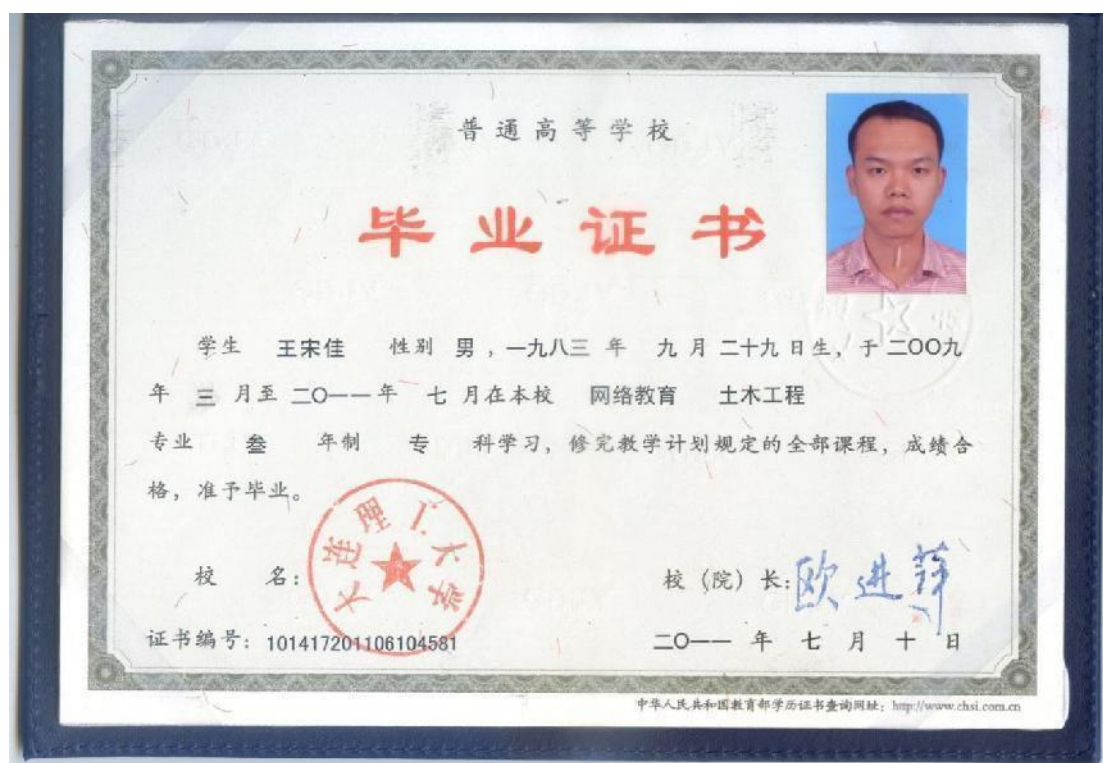 普通高等学校
毕业证书
学生 王宋佳 性别 男 ，一九八三 年 九 月 二十九 日生，于 二〇〇九
年 三 月至 二〇一一 年 七 月在本校 网络教育 土木工程
专业 叁 年制 专 科学习，修完教学计划规定的全部课程，成绩合
格，准予毕业。
大连理工大学
校 名： 校（院）长：欧进萍
证书编号：101417201106104581 二〇一一 年 七 月 十 日
中华人民共和国教育部学历证书查询网址：http://www.chsi.com.cn